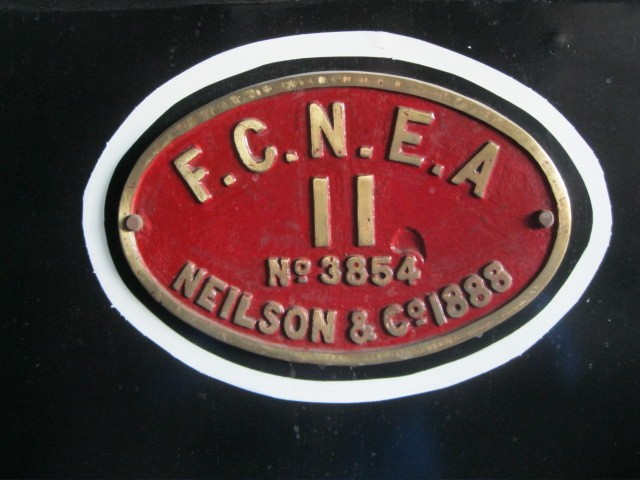 F.C.N.E.A
11
Nº 3854
NEILSON & Cº 1888